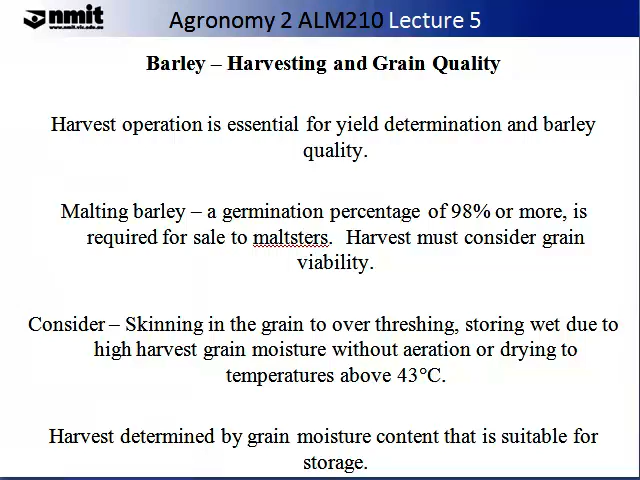 nmit
www.nmit.vic.edu.au
Agronomy 2 ALM210 Lecture 5
Barley – Harvesting and Grain Quality
Harvest operation is essential for yield determination and barley
quality.
Malting barley – a germination percentage of 98% or more, is
required for sale to maltsters. Harvest must consider grain
viability.
Consider – Skinning in the grain to over threshing, storing wet due to
high harvest grain moisture without aeration or drying to
temperatures above 43°C.
Harvest determined by grain moisture content that is suitable for
storage.